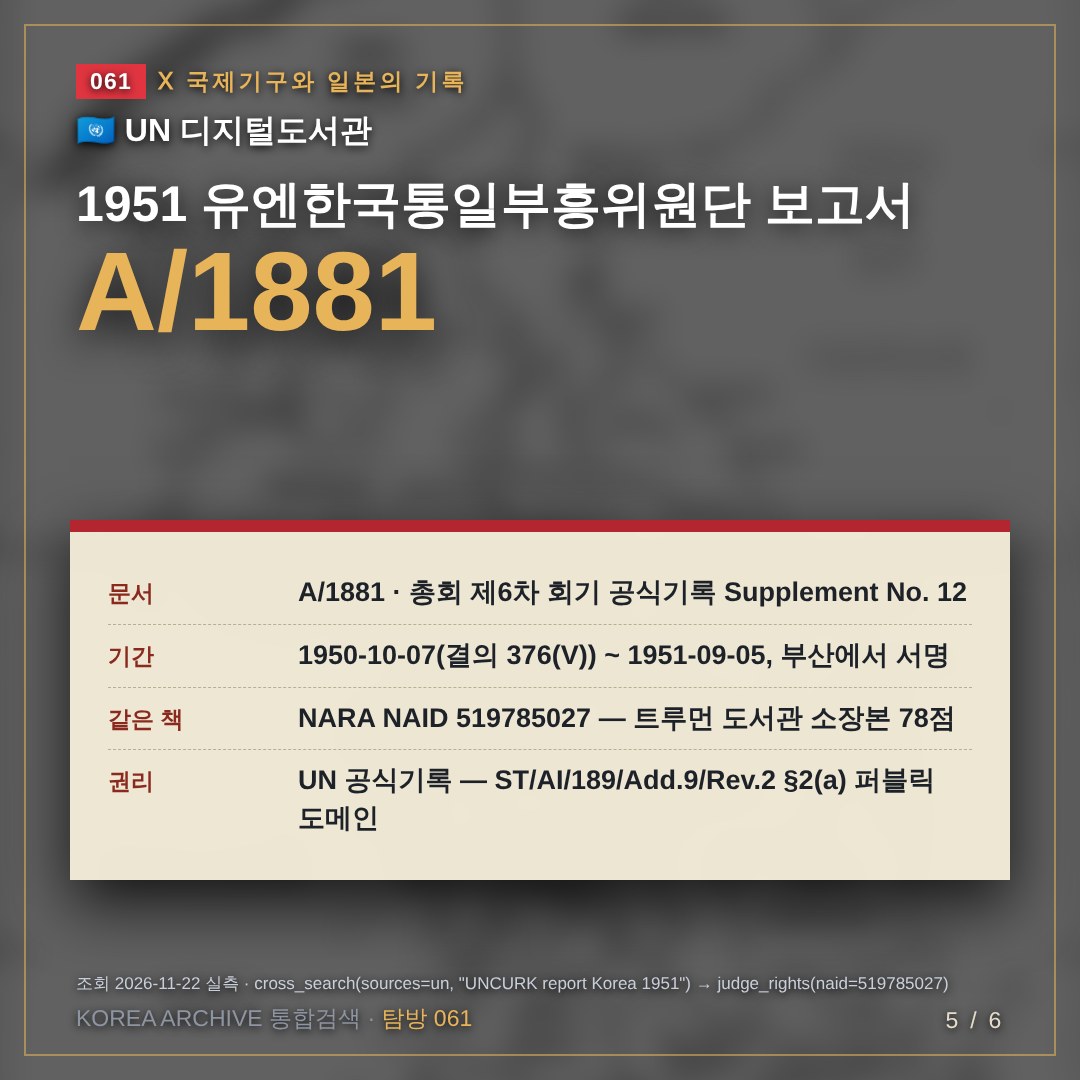 061 X 국제기구와 일본의 기록
UN 디지털도서관
1951 유엔한국통일부흥위원단 보고서
A/1881
문서 A/1881 · 총회 제6차 회기 공식기록 Supplement No. 12
기간 1950-10-07(결의 376(V)) ~ 1951-09-05, 부산에서 서명
같은 책 NARA NAID 519785027 — 트루먼 도서관 소장본 78점
권리 UN 공식기록 — ST/AI/189/Add.9/Rev.2 §2(a) 퍼블릭
도메인
조회 2026-11-22 실측 · cross_search(sources=un, "UNCURK report Korea 1951") → judge_rights(naid=519785027)
KOREA ARCHIVE 통합검색 · 탐방 061
5 / 6